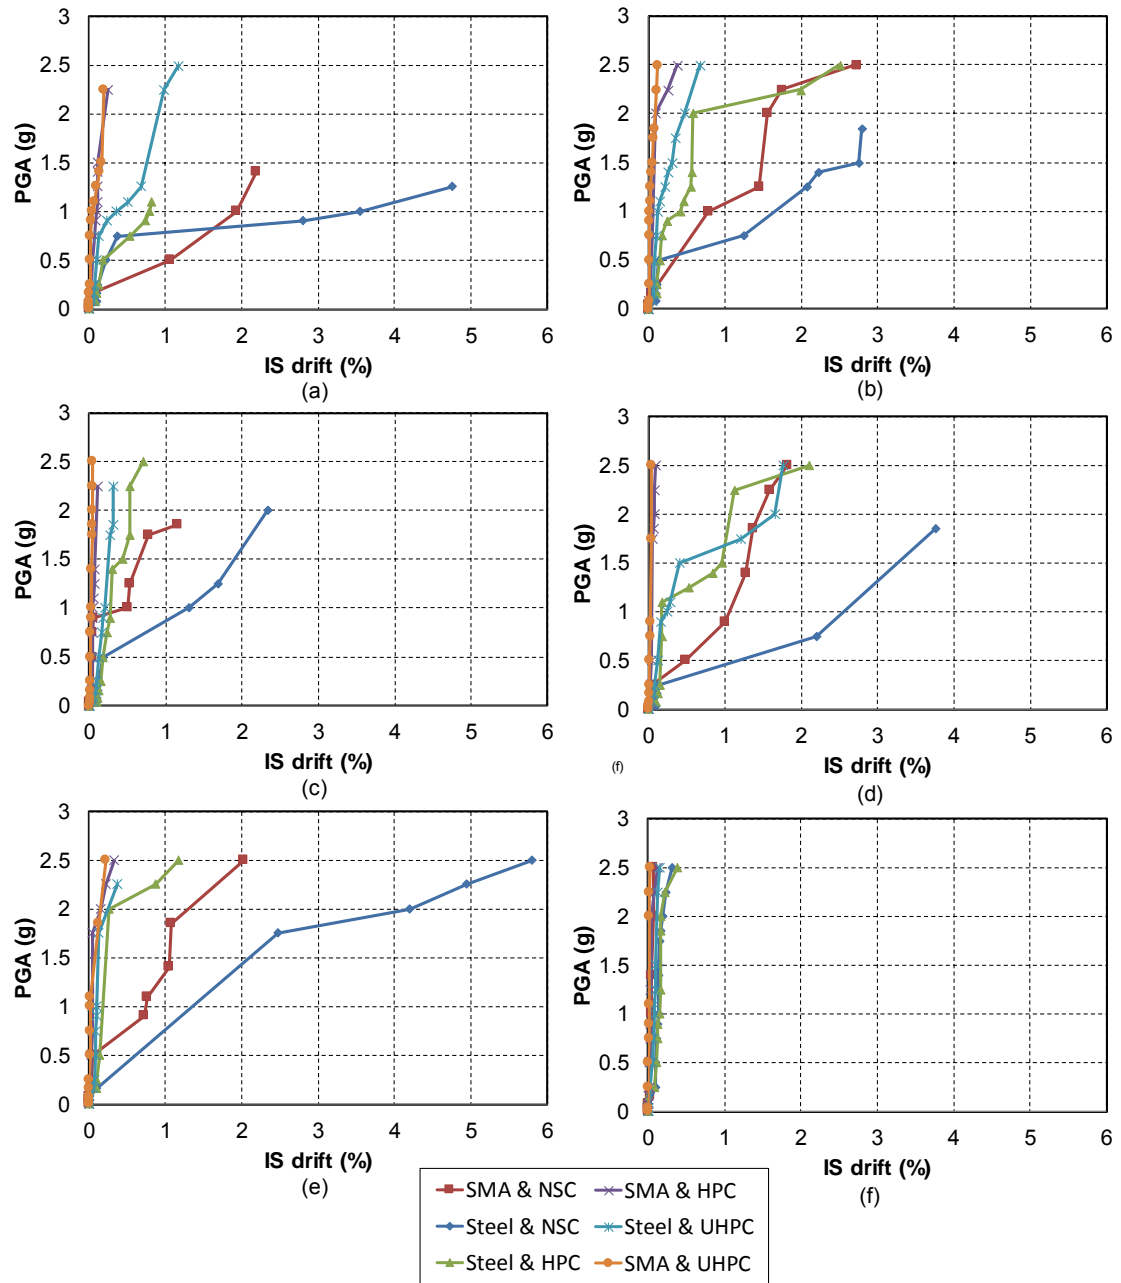 3
2.5
2
1.5
1
0.5
0
PGA (g)
0 1 2 3 4 5 6
IS drift (%)
(a)
3
2.5
2
1.5
1
0.5
0
PGA (g)
0 1 2 3 4 5 6
IS drift (%)
(b)
3
2.5
2
1.5
1
0.5
0
PGA (g)
0 1 2 3 4 5 6
IS drift (%)
(c)
(f)
3
2.5
2
1.5
1
0.5
0
PGA (g)
0 1 2 3 4 5 6
IS drift (%)
(d)
3
2.5
2
1.5
1
0.5
0
PGA (g)
0 1 2 3 4 5 6
IS drift (%)
(e)
3
2.5
2
1.5
1
0.5
0
PGA (g)
0 1 2 3 4 5 6
IS drift (%)
(f)
SMA & NSC SMA & HPC
Steel & NSC Steel & UHPC
Steel & HPC SMA & UHPC